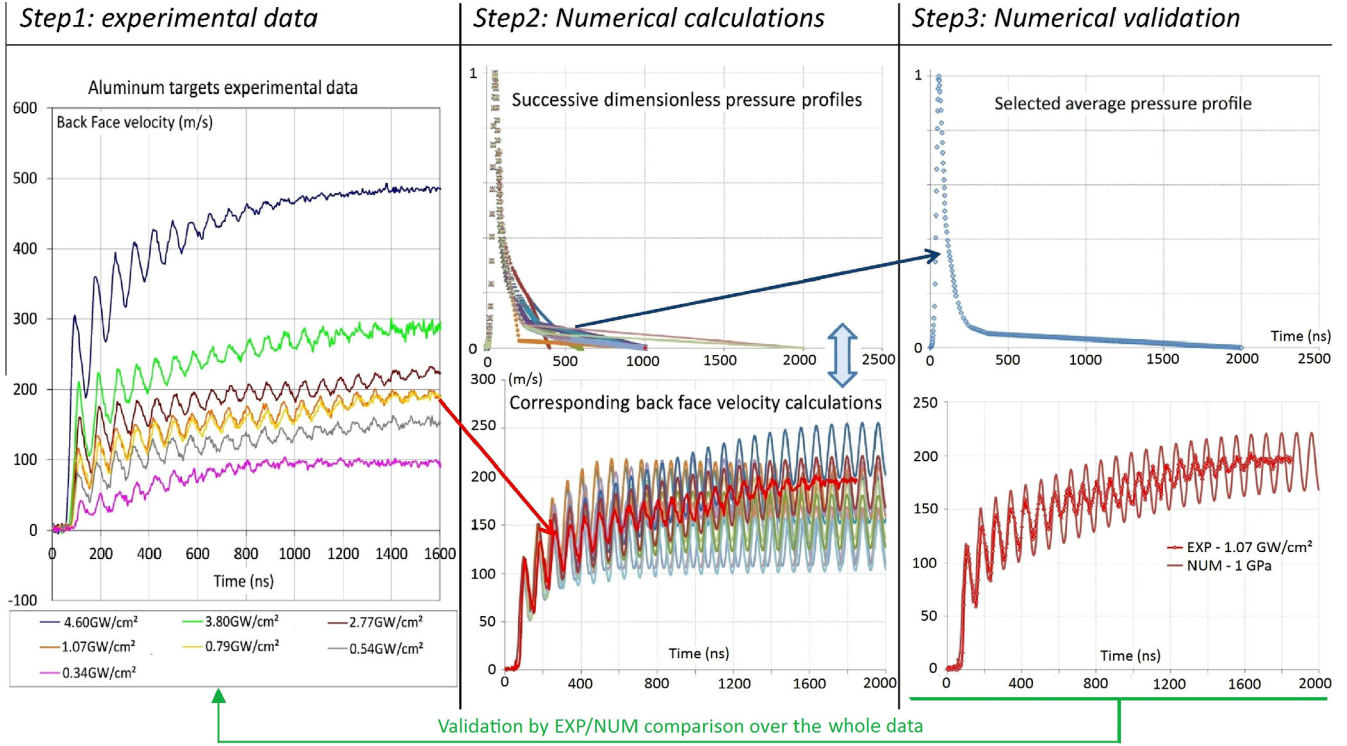 Step1: experimental data
Step2: Numerical calculations
Step3: Numerical validation
Aluminum targets experimental data
Back Face velocity (m/s)
600
500
400
300
200
100
0
-100
0 200 400 600 800 1000 1200 1400 1600
Time (ns)
4.60GW/cm²
3.80GW/cm²
2.77GW/cm²
1.07GW/cm²
0.79GW/cm²
0.54GW/cm²
0.34GW/cm²
1
Successive dimensionless pressure profiles
0
0 500 1000 1500 2000 2500
300
(m/s)
Corresponding back face velocity calculations
250
200
150
100
50
0
Time (ns)
0 400 800 1200 1600 2000
1
Selected average pressure profile
Time (ns)
0
0 500 1000 1500 2000 2500
250
200
150
100
50
0
EXP - 1.07 GW/cm²
NUM - 1 GPa
Time (ns)
0 400 800 1200 1600 2000
Validation by EXP/NUM comparison over the whole data